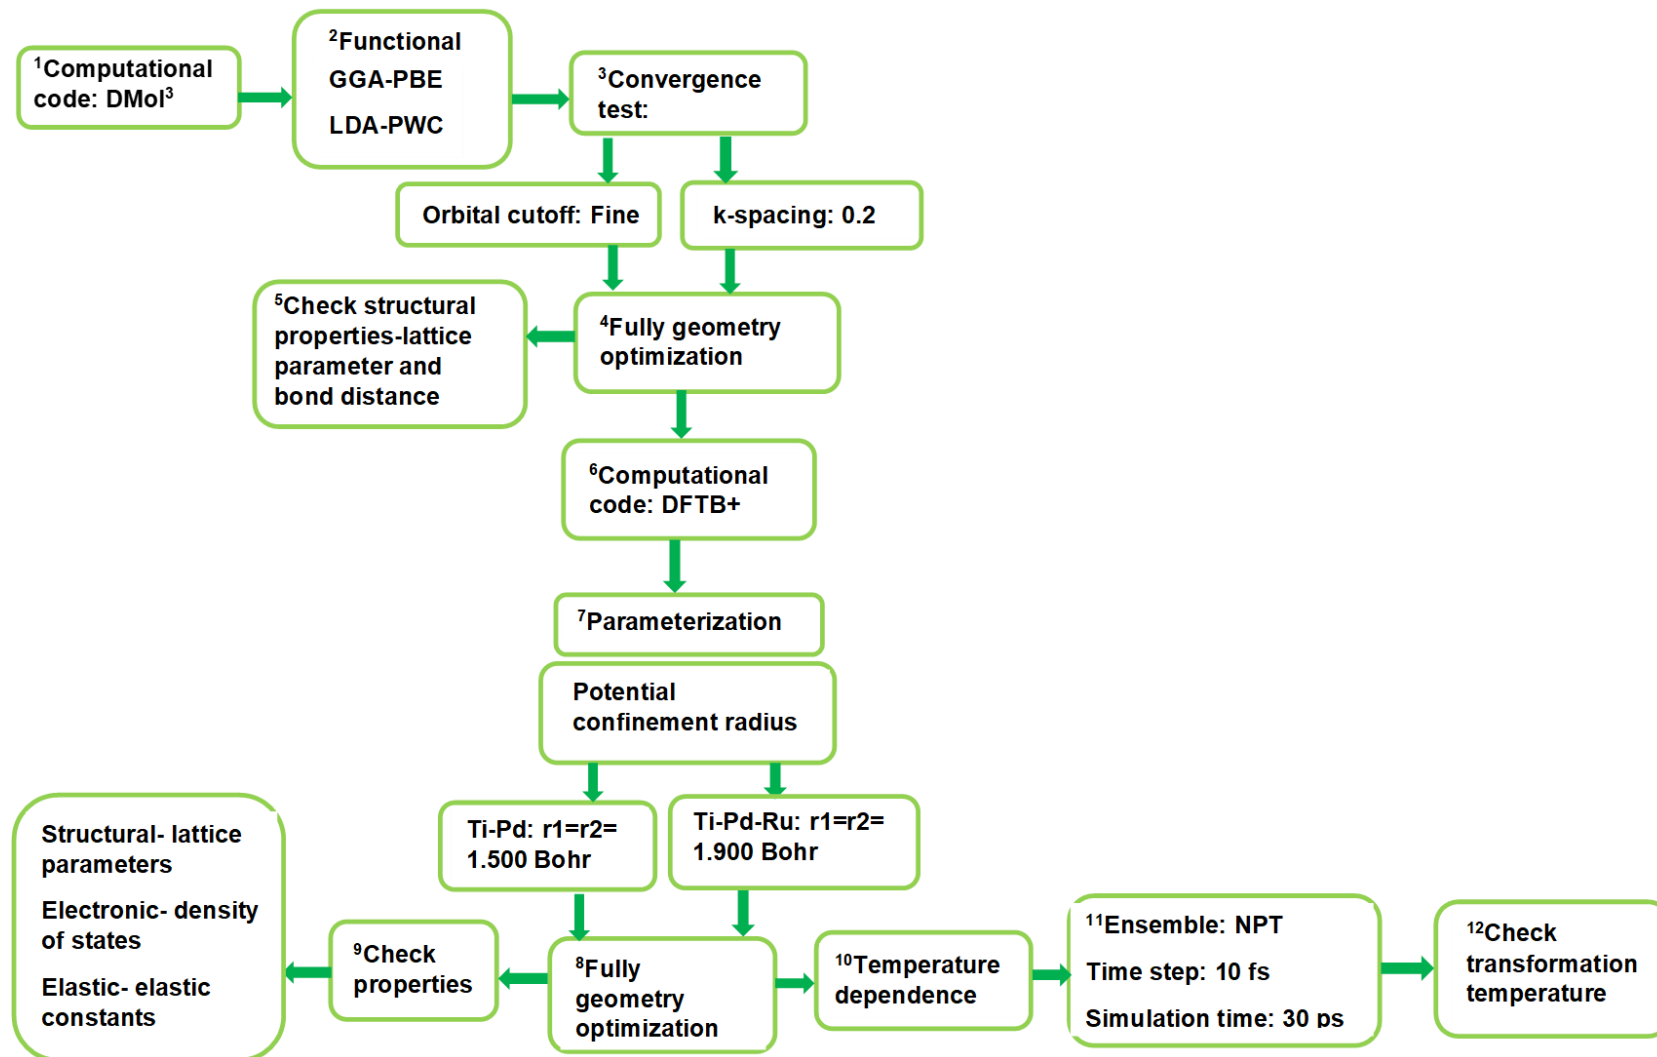 ¹Computational
code: DMol³
²Functional
GGA-PBE
LDA-PWC
³Convergence
test:
Orbital cutoff: Fine
k-spacing: 0.2
⁴Fully geometry
optimization
⁵Check structural
properties-lattice
parameter and
bond distance
⁶Computational
code: DFTB+
⁷Parameterization
Potential
confinement radius
Ti-Pd: r1=r2=
1.500 Bohr
Ti-Pd-Ru: r1=r2=
1.900 Bohr
⁸Fully
geometry
optimization
⁹Check
properties
Structural- lattice
parameters
Electronic- density
of states
Elastic- elastic
constants
¹⁰Temperature
dependence
¹¹Ensemble: NPT
Time step: 10 fs
Simulation time: 30 ps
¹²Check
transformation
temperature